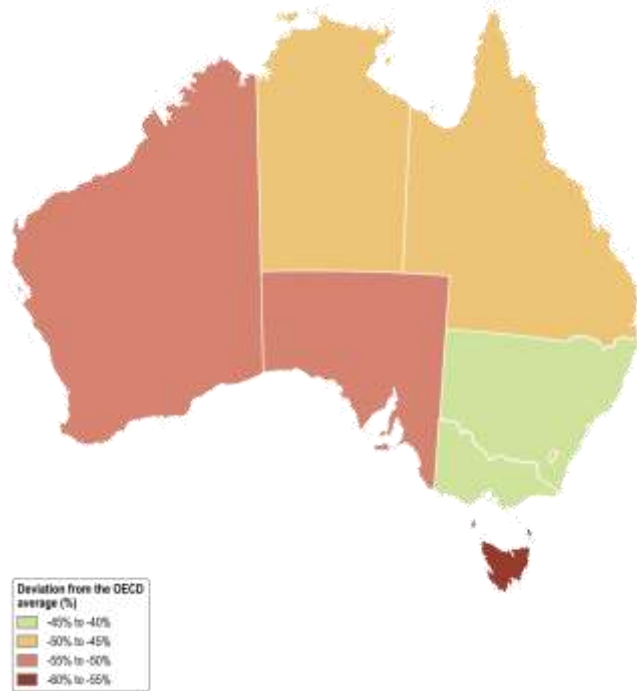 Deviation from the OECD
average (%)
-45% to -40%
-50% to -45%
-55% to -50%
-60% to -55%